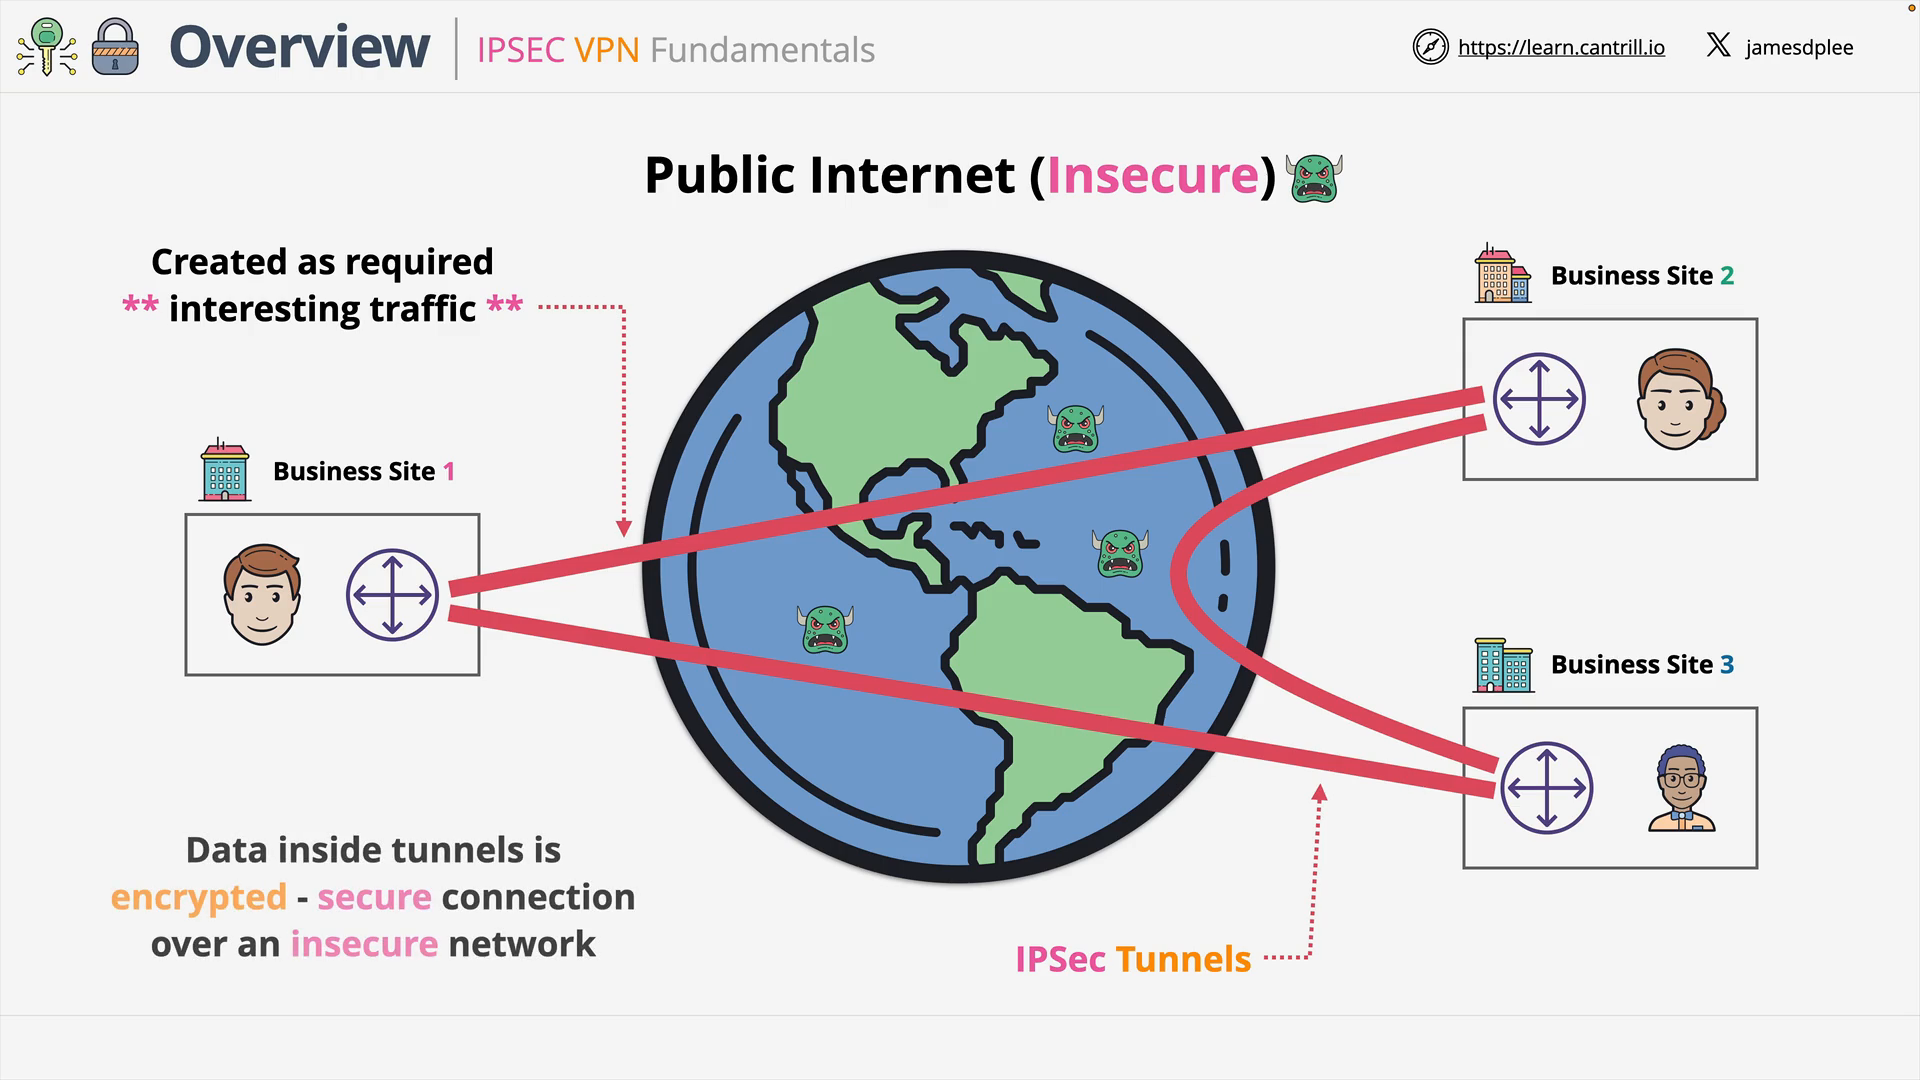 Overview
IPSEC VPN Fundamentals
https://learn.cantrill.io
jamesdplee
Public Internet (Insecure)
Created as required
** interesting traffic **
Business Site 1
Business Site 2
Business Site 3
Data inside tunnels is
encrypted - secure connection
over an insecure network
IPSec Tunnels